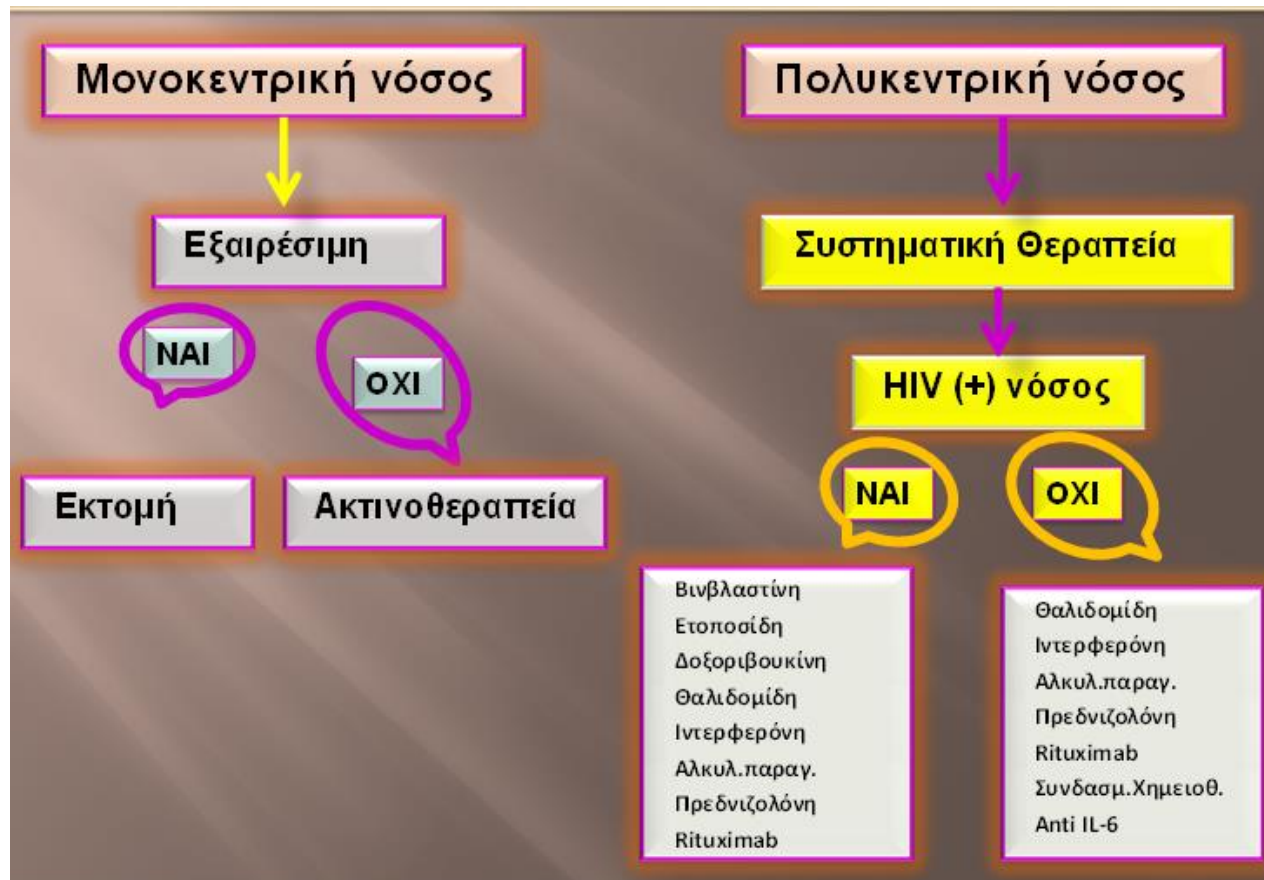 Μονοκεντρική νόσος
Εξαιρέσιμη
ΝΑΙ
ΟΧΙ
Εκτομή
Ακτινοθεραπεία
Πολυκεντρική νόσος
Συστηματική Θεραπεία
HIV (+) νόσος
ΝΑΙ
ΟΧΙ
Βινβλαστίνη
Ετοποσίδη
Δοξοριβουκίνη
Θαλιδομίδη
Ιντερφερόνη
Αλκυλ.παραγ.
Πρεδνιζολόνη
Rituximab
Θαλιδομίδη
Ιντερφερόνη
Αλκυλ.παραγ.
Πρεδνιζολόνη
Rituximab
Συνδασμ.Χημειοθ.
Anti IL-6